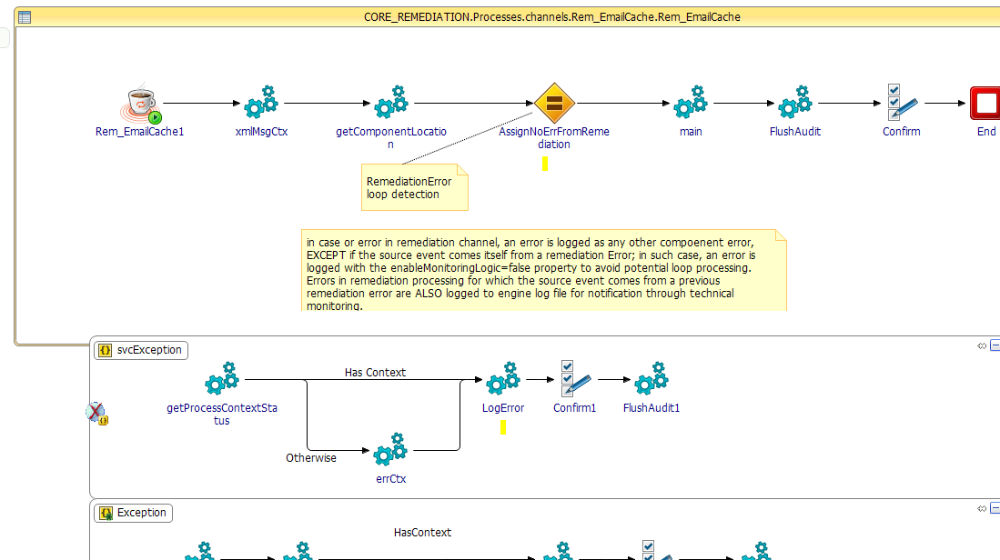 CORE_REMEDIATION.Processes.channels.Rem_EmailCache.Rem_EmailCache
Rem_EmailCache1
xmlMsgCtx
getComponentLocatio
n
AssignNoErrFromReme
diation
main
FlushAudit
Confirm
End
RemediationError
loop detection
in case or error in remediation channel, an error is logged as any other compoenent error,
EXCEPT if the source event comes itself from a remediation Error; in such case, an error is
logged with the enableMonitoringLogic=false property to avoid potential loop processing.
Errors in remediation processing for which the source event comes from a previous
remediation error are ALSO logged to engine log file for notification through technical
monitoring.
svcException
Has Context
getProcessContextSta
tus
LogError
Confirm1
FlushAudit1
Otherwise
errCtx
Exception
HasContext